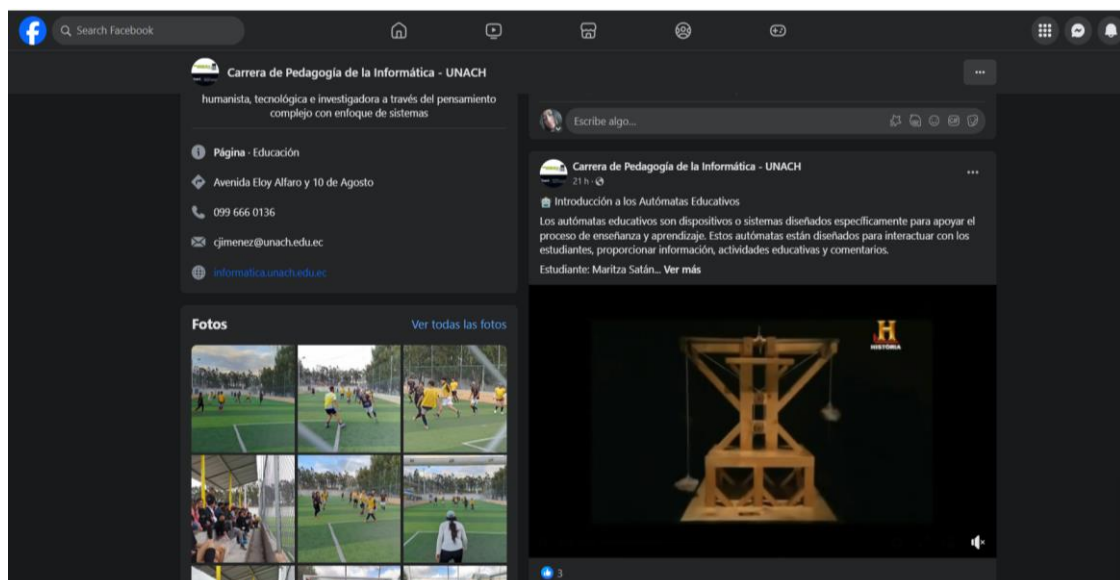 Search Facebook
Carrera de Pedagogía de la Informática - UNACH
humanista, tecnológica e investigadora a través del pensamiento
complejo con enfoque de sistemas
Página · Educación
Avenida Eloy Alfaro y 10 de Agosto
099 666 0136
cjimenez@unach.edu.ec
informatica.unach.edu.ec
Fotos
Ver todas las fotos
Escribe algo...
Carrera de Pedagogía de la Informática - UNACH
21 h ·
Introducción a los Autómatas Educativos
Los autómatas educativos son dispositivos o sistemas diseñados específicamente para apoyar el
proceso de enseñanza y aprendizaje. Estos autómatas están diseñados para interactuar con los
estudiantes, proporcionar información, actividades educativas y comentarios.
Estudiante: Maritza Satán... Ver más
H
HISTORIA
3